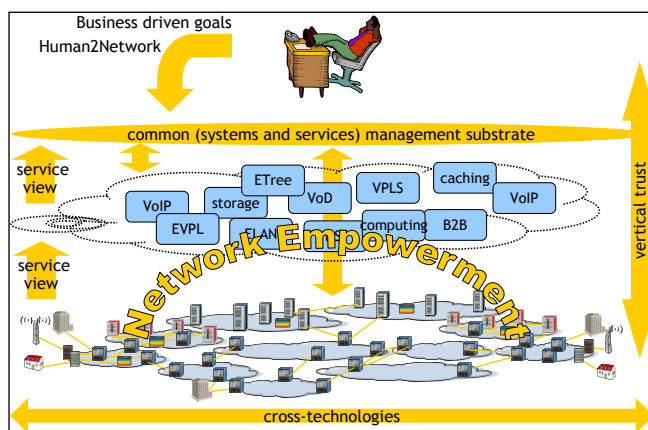 Business driven goals
Human2Network
common (systems and services) management substrate
service
view
ETree
VPLS
caching
VoIP
storage
VoD
VoIP
EVPL
ELAN
computing
B2B
Network Empowerment
service
view
vertical trust
cross-technologies